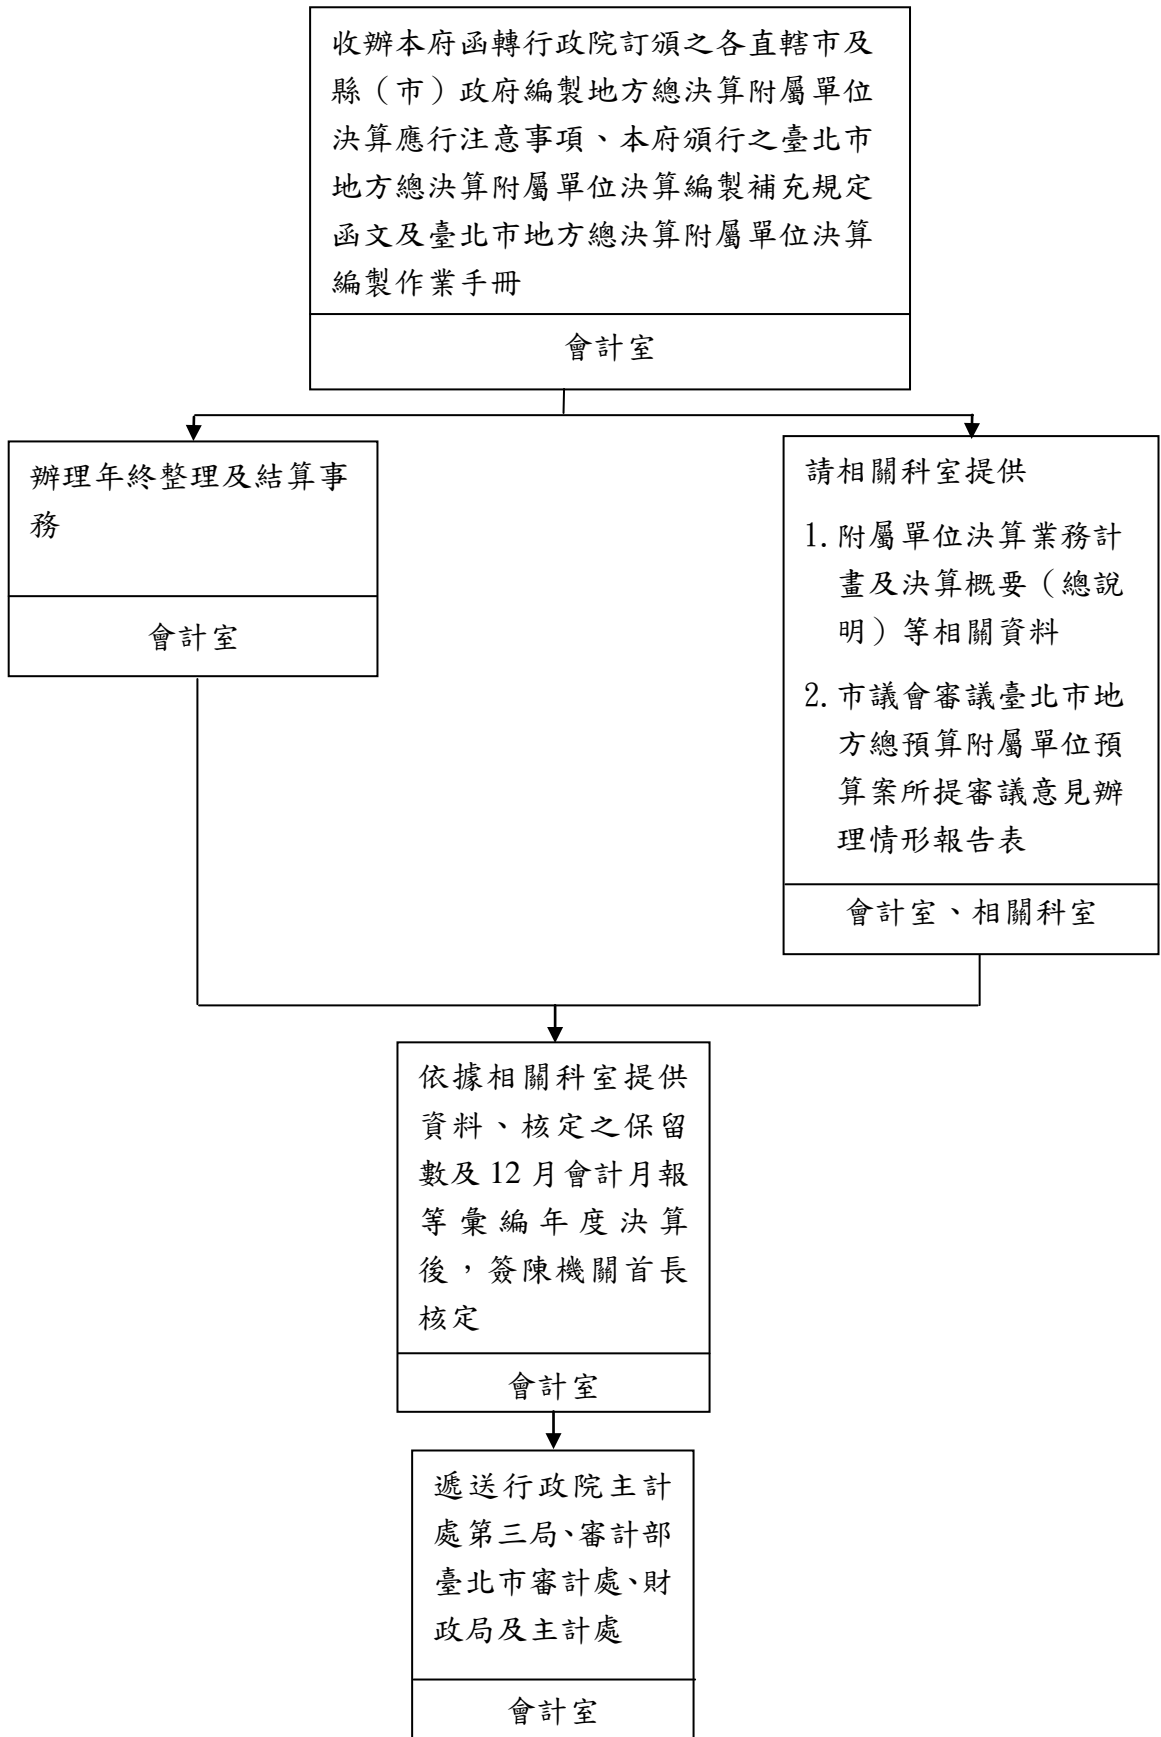 收辦本府函轉行政院訂頒之各直轄市及
縣（市）政府編製地方總決算附屬單位
決算應行注意事項、本府頒行之臺北市
地方總決算附屬單位決算編製補充規定
函文及臺北市地方總決算附屬單位決算
編製作業手冊
會計室
辦理年終整理及結算事
務
會計室
請相關科室提供
1. 附屬單位決算業務計
畫及決算概要（總說
明）等相關資料
2. 市議會審議臺北市地
方總預算附屬單位預
算案所提審議意見辦
理情形報告表
會計室、相關科室
依據相關科室提供
資料、核定之保留
數及 12 月會計月報
等彙編年度決算
後，簽陳機關首長
核定
會計室
遞送行政院主計
處第三局、審計部
臺北市審計處、財
政局及主計處
會計室